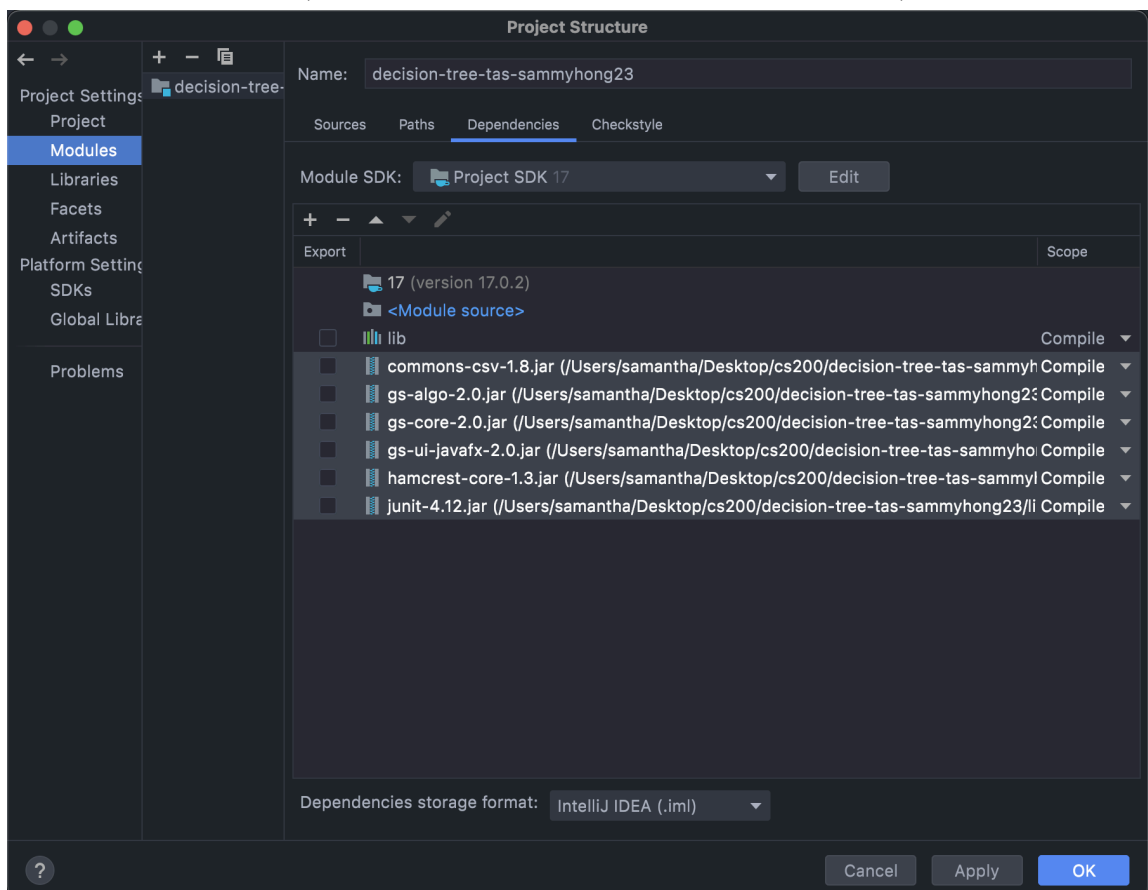 Project Structure
Project Settings
Project
Modules
Libraries
Facets
Artifacts
Platform Setting
SDKs
Global Libra
Problems
decision-tree-
Name: decision-tree-tas-sammyhong23
Sources Paths Dependencies Checkstyle
Module SDK: Project SDK 17 Edit
Export Scope
17 (version 17.0.2)
<Module source>
lib Compile
commons-csv-1.8.jar (/Users/samantha/Desktop/cs200/decision-tree-tas-sammyh Compile
gs-algo-2.0.jar (/Users/samantha/Desktop/cs200/decision-tree-tas-sammyhong23 Compile
gs-core-2.0.jar (/Users/samantha/Desktop/cs200/decision-tree-tas-sammyhong23 Compile
gs-ui-javafx-2.0.jar (/Users/samantha/Desktop/cs200/decision-tree-tas-sammyho Compile
hamcrest-core-1.3.jar (/Users/samantha/Desktop/cs200/decision-tree-tas-sammy Compile
junit-4.12.jar (/Users/samantha/Desktop/cs200/decision-tree-tas-sammyhong23/li Compile
Dependencies storage format: IntelliJ IDEA (.iml)
? Cancel Apply OK